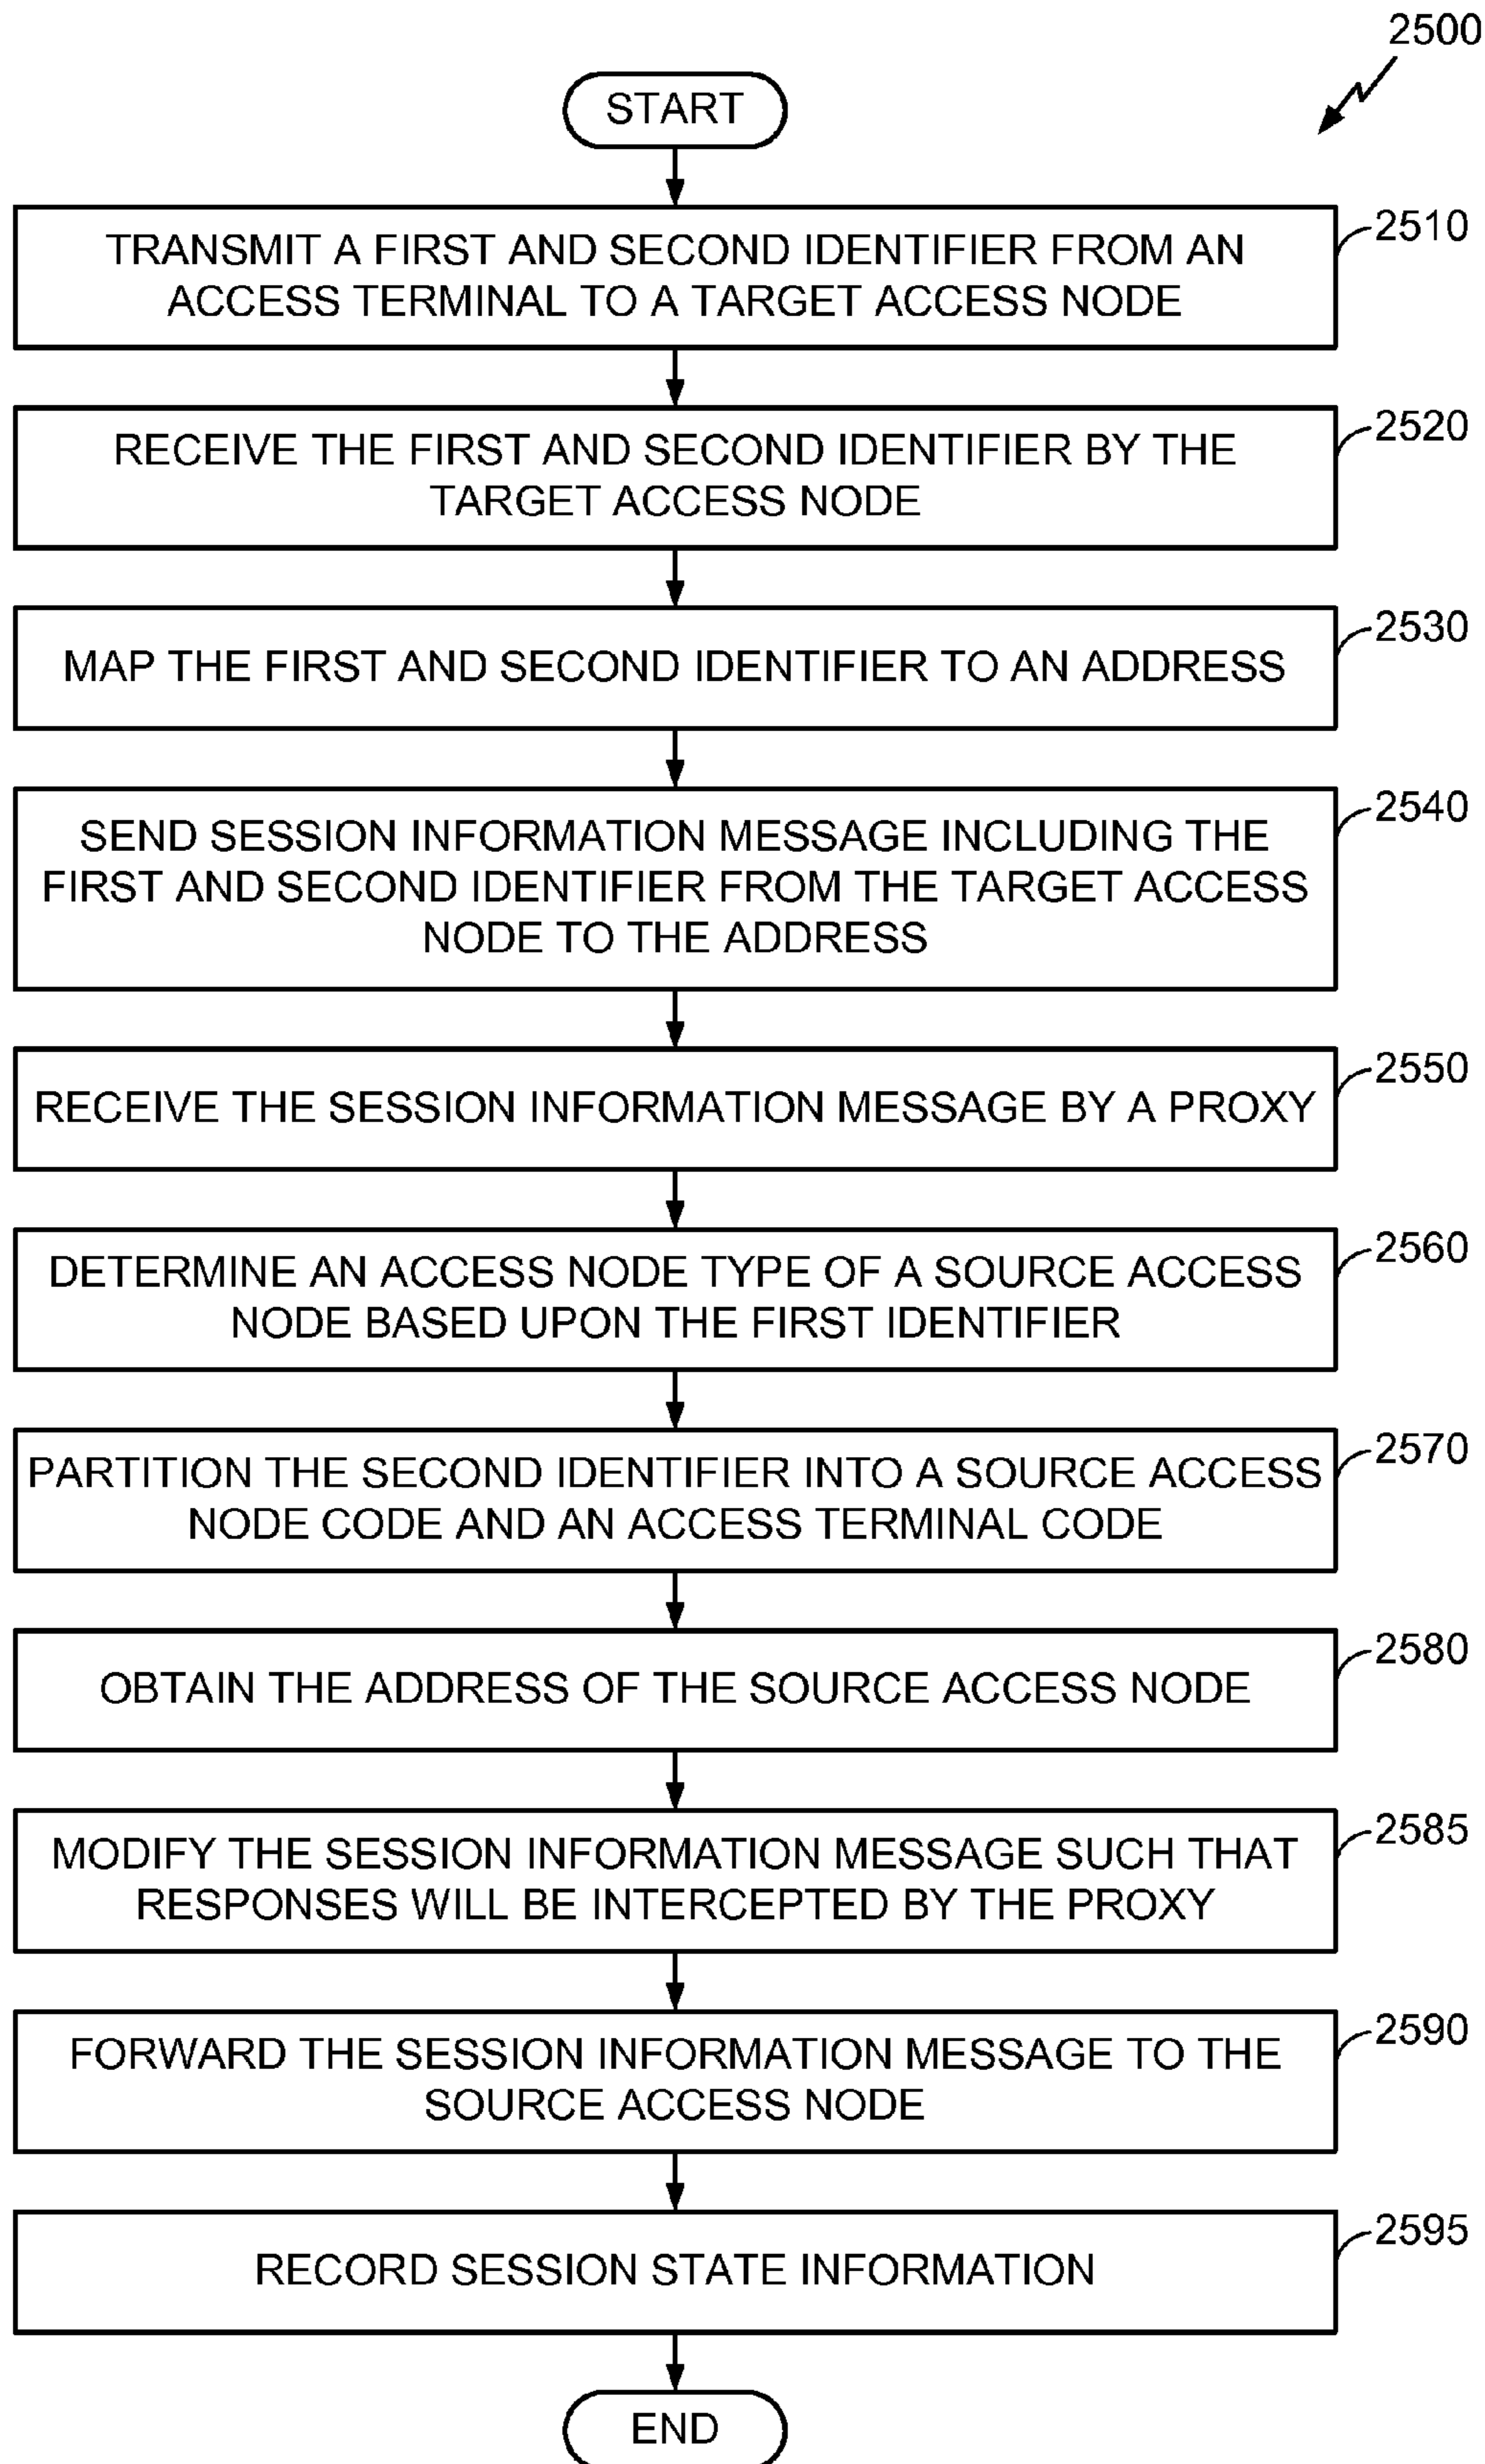 2500
START
2510
TRANSMIT A FIRST AND SECOND IDENTIFIER FROM AN
ACCESS TERMINAL TO A TARGET ACCESS NODE
2520
RECEIVE THE FIRST AND SECOND IDENTIFIER BY THE
TARGET ACCESS NODE
2530
MAP THE FIRST AND SECOND IDENTIFIER TO AN ADDRESS
2540
SEND SESSION INFORMATION MESSAGE INCLUDING THE
FIRST AND SECOND IDENTIFIER FROM THE TARGET ACCESS
NODE TO THE ADDRESS
2550
RECEIVE THE SESSION INFORMATION MESSAGE BY A PROXY
2560
DETERMINE AN ACCESS NODE TYPE OF A SOURCE ACCESS
NODE BASED UPON THE FIRST IDENTIFIER
2570
PARTITION THE SECOND IDENTIFIER INTO A SOURCE ACCESS
NODE CODE AND AN ACCESS TERMINAL CODE
2580
OBTAIN THE ADDRESS OF THE SOURCE ACCESS NODE
2585
MODIFY THE SESSION INFORMATION MESSAGE SUCH THAT
RESPONSES WILL BE INTERCEPTED BY THE PROXY
2590
FORWARD THE SESSION INFORMATION MESSAGE TO THE
SOURCE ACCESS NODE
2595
RECORD SESSION STATE INFORMATION
END